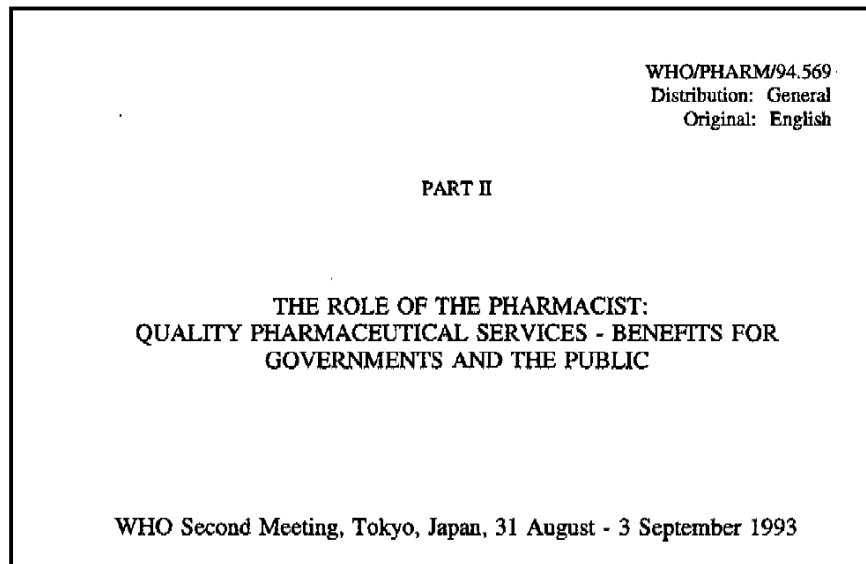 WHO/PHARM/94.569
Distribution: General
Original: English
PART II
THE ROLE OF THE PHARMACIST:
QUALITY PHARMACEUTICAL SERVICES - BENEFITS FOR
GOVERNMENTS AND THE PUBLIC
WHO Second Meeting, Tokyo, Japan, 31 August - 3 September 1993